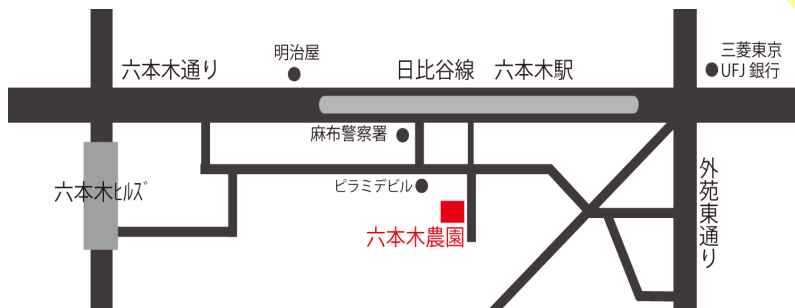 六本木通り
明治屋
日比谷線 六本木駅
三菱東京
UFJ 銀行
麻布警察署
六本木ﾋﾙｽﾞ
ピラミデビル
六本木農園
外苑東通り